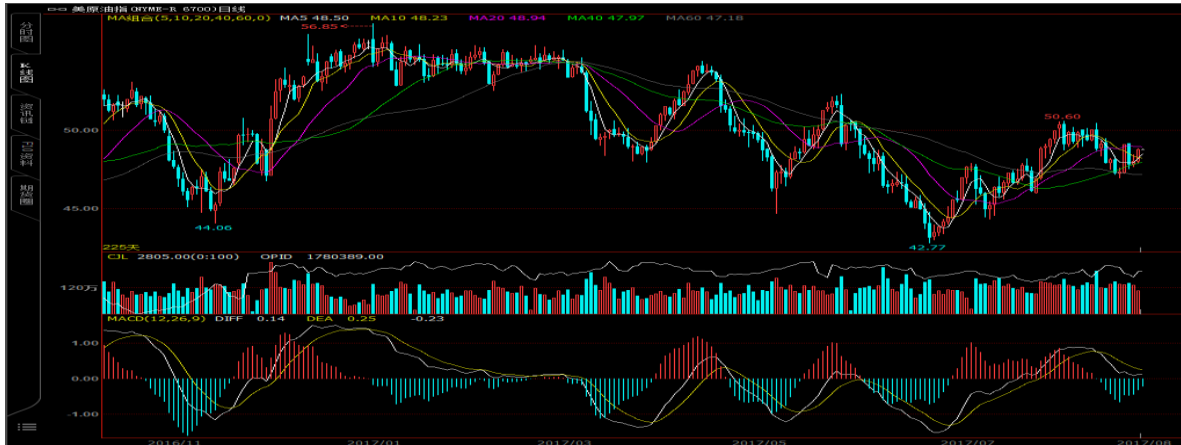 美原油指(NYME-R 6700)日线
MA组合(5,10,20,40,60,0) MA5 48.50 MA10 48.23 MA20 48.94 MA40 47.97 MA60 47.18
分时图
K线图
资讯链
F10资料
期货圈
56.85
50.60
50.00
45.00
44.06
42.77
225天
CJL 2805.00(0:100) OPID 1780389.00
120万
MACD(12,26,9) DIFF 0.14 DEA 0.25 -0.23
1.00
0.00
-1.00
2016/11 2017/01 2017/03 2017/05 2017/07 2017/08